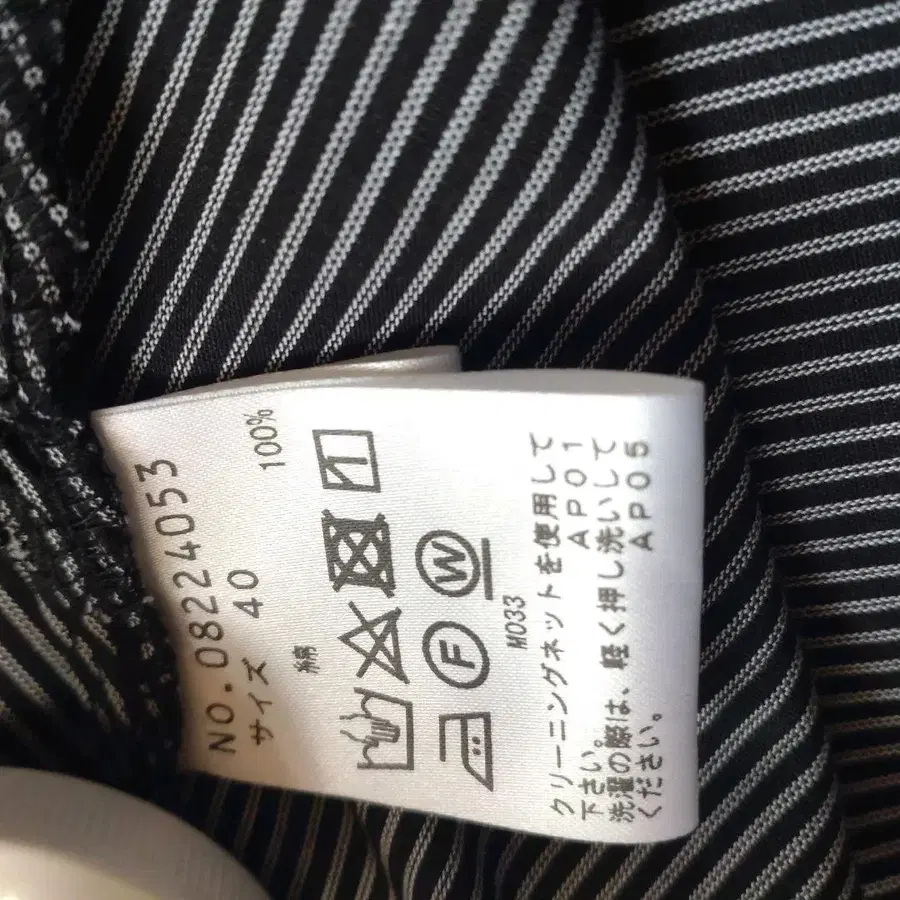 NO.08224053
サイズ 40
綿 100%
F W
M033
クリーニングネットを使用して
下さい。 AP01
洗濯の際は、軽く押し洗いして
ください。 AP05